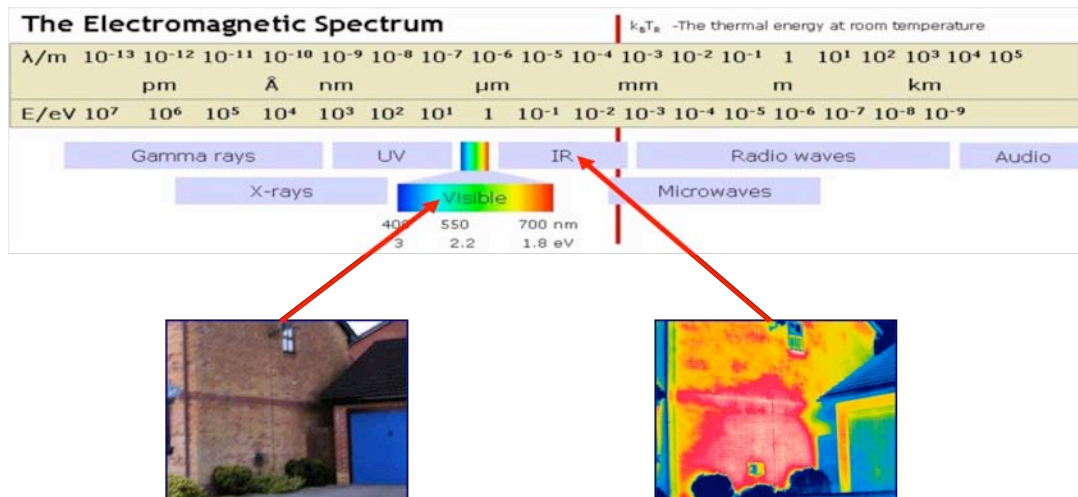 The Electromagnetic Spectrum
k_BT_R -The thermal energy at room temperature
λ/m 10⁻¹³ 10⁻¹² 10⁻¹¹ 10⁻¹⁰ 10⁻⁹ 10⁻⁸ 10⁻⁷ 10⁻⁶ 10⁻⁵ 10⁻⁴ 10⁻³ 10⁻² 10⁻¹ 1 10¹ 10² 10³ 10⁴ 10⁵
pm Å nm μm mm m km
E/eV 10⁷ 10⁶ 10⁵ 10⁴ 10³ 10² 10¹ 1 10⁻¹ 10⁻² 10⁻³ 10⁻⁴ 10⁻⁵ 10⁻⁶ 10⁻⁷ 10⁻⁸ 10⁻⁹
Gamma rays UV IR Radio waves Audio
X-rays Visible Microwaves
400 550 700 nm
3 2.2 1.8 eV